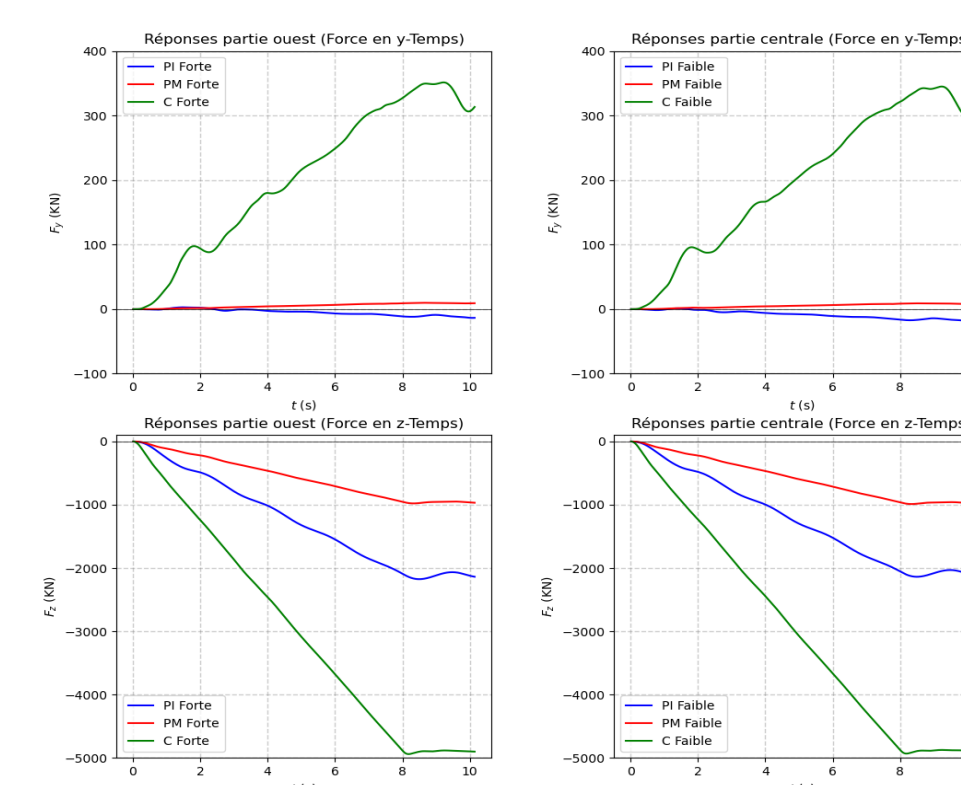 Réponses partie ouest (Force en y-Temps)
400
300
200
100
0
−100
F_y (KN)
PI Forte
PM Forte
C Forte
0 2 4 6 8 10
t (s)
Réponses partie centrale (Force en y-Temps
400
300
200
100
0
−100
F_y (KN)
PI Faible
PM Faible
C Faible
0 2 4 6 8
t (s)
Réponses partie ouest (Force en z-Temps)
0
−1000
−2000
−3000
−4000
−5000
F_z (KN)
PI Forte
PM Forte
C Forte
0 2 4 6 8 10
Réponses partie centrale (Force en z-Temps
0
−1000
−2000
−3000
−4000
−5000
F_z (KN)
PI Faible
PM Faible
C Faible
0 2 4 6 8